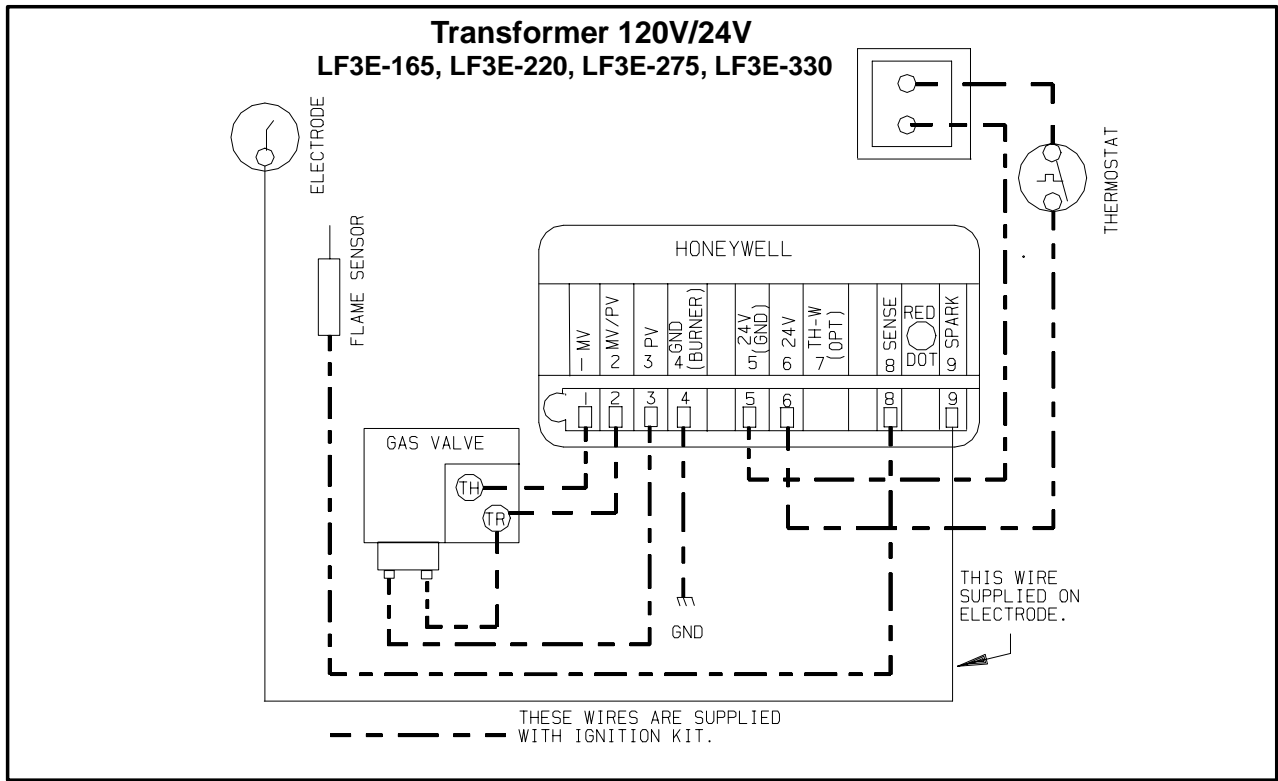 Transformer 120V/24V
LF3E-165, LF3E-220, LF3E-275, LF3E-330
ELECTRODE
FLAME SENSOR
THERMOSTAT
HONEYWELL
1 MV
2 MV/PV
3 PV
4 GND
(BURNER)
5 24V
(GND)
6 24V
7 TH-W
(OPT)
8 SENSE
RED
DOT
9 SPARK
1 2 3 4 5 6 8 9
GAS VALVE
TH
TR
GND
THIS WIRE
SUPPLIED ON
ELECTRODE.
THESE WIRES ARE SUPPLIED
WITH IGNITION KIT.